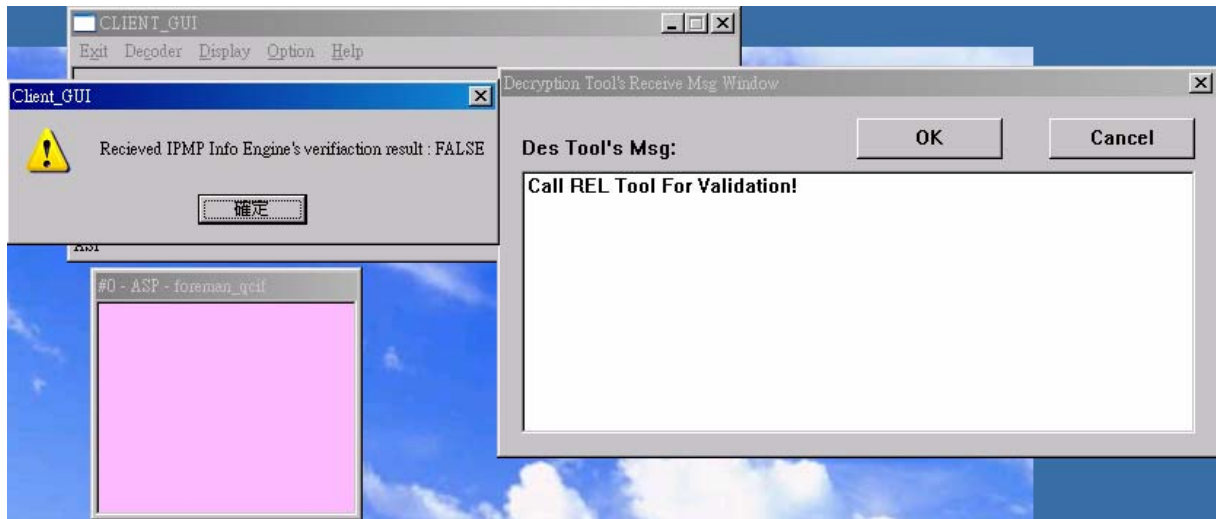 CLIENT_GUI
Exit Decoder Display Option Help
Client_GUI
Recieved IPMP Info Engine's verifiaction result : FALSE
確定
ASP
#0 - ASP - foreman_qcif
Decryption Tool's Receive Msg Window
Des Tool's Msg:
OK
Cancel
Call REL Tool For Validation!